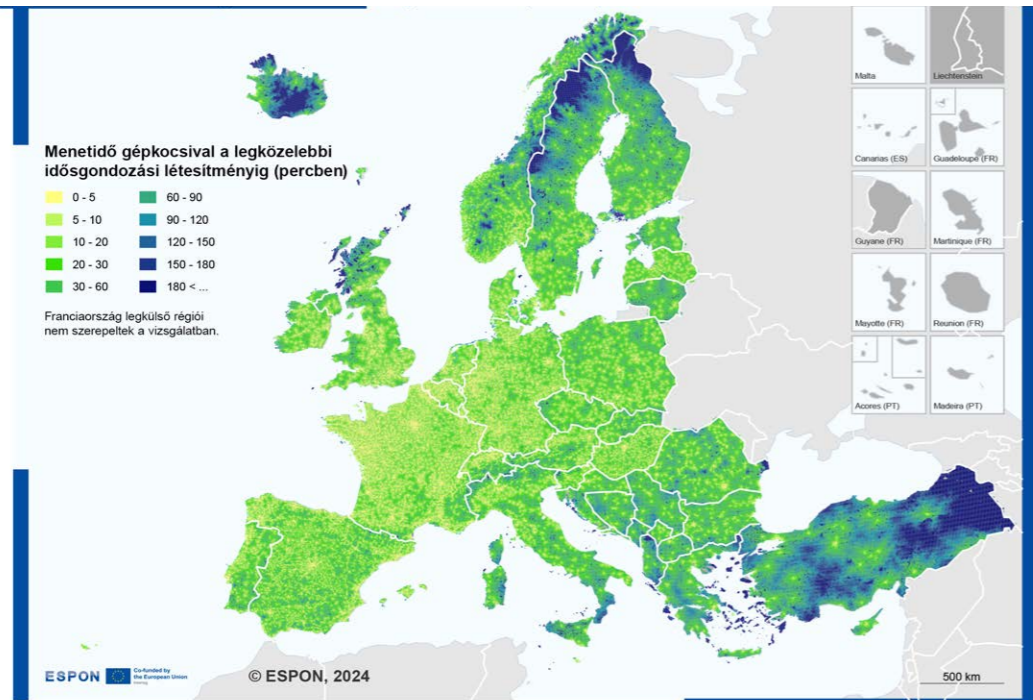 Menetidő gépkocsival a legközelebbi
idősgondozási létesítményig (percben)
0 - 5
5 - 10
10 - 20
20 - 30
30 - 60
60 - 90
90 - 120
120 - 150
150 - 180
180 < ...
Franciaország legkülső régiói
nem szerepeltek a vizsgálatban.
Malta
Liechtenstein
Canarias (ES)
Guadeloupe (FR)
Guyane (FR)
Martinique (FR)
Mayotte (FR)
Reunion (FR)
Acores (PT)
Madeira (PT)
ESPON
Co-funded by
the European Union
Interreg
© ESPON, 2024
500 km